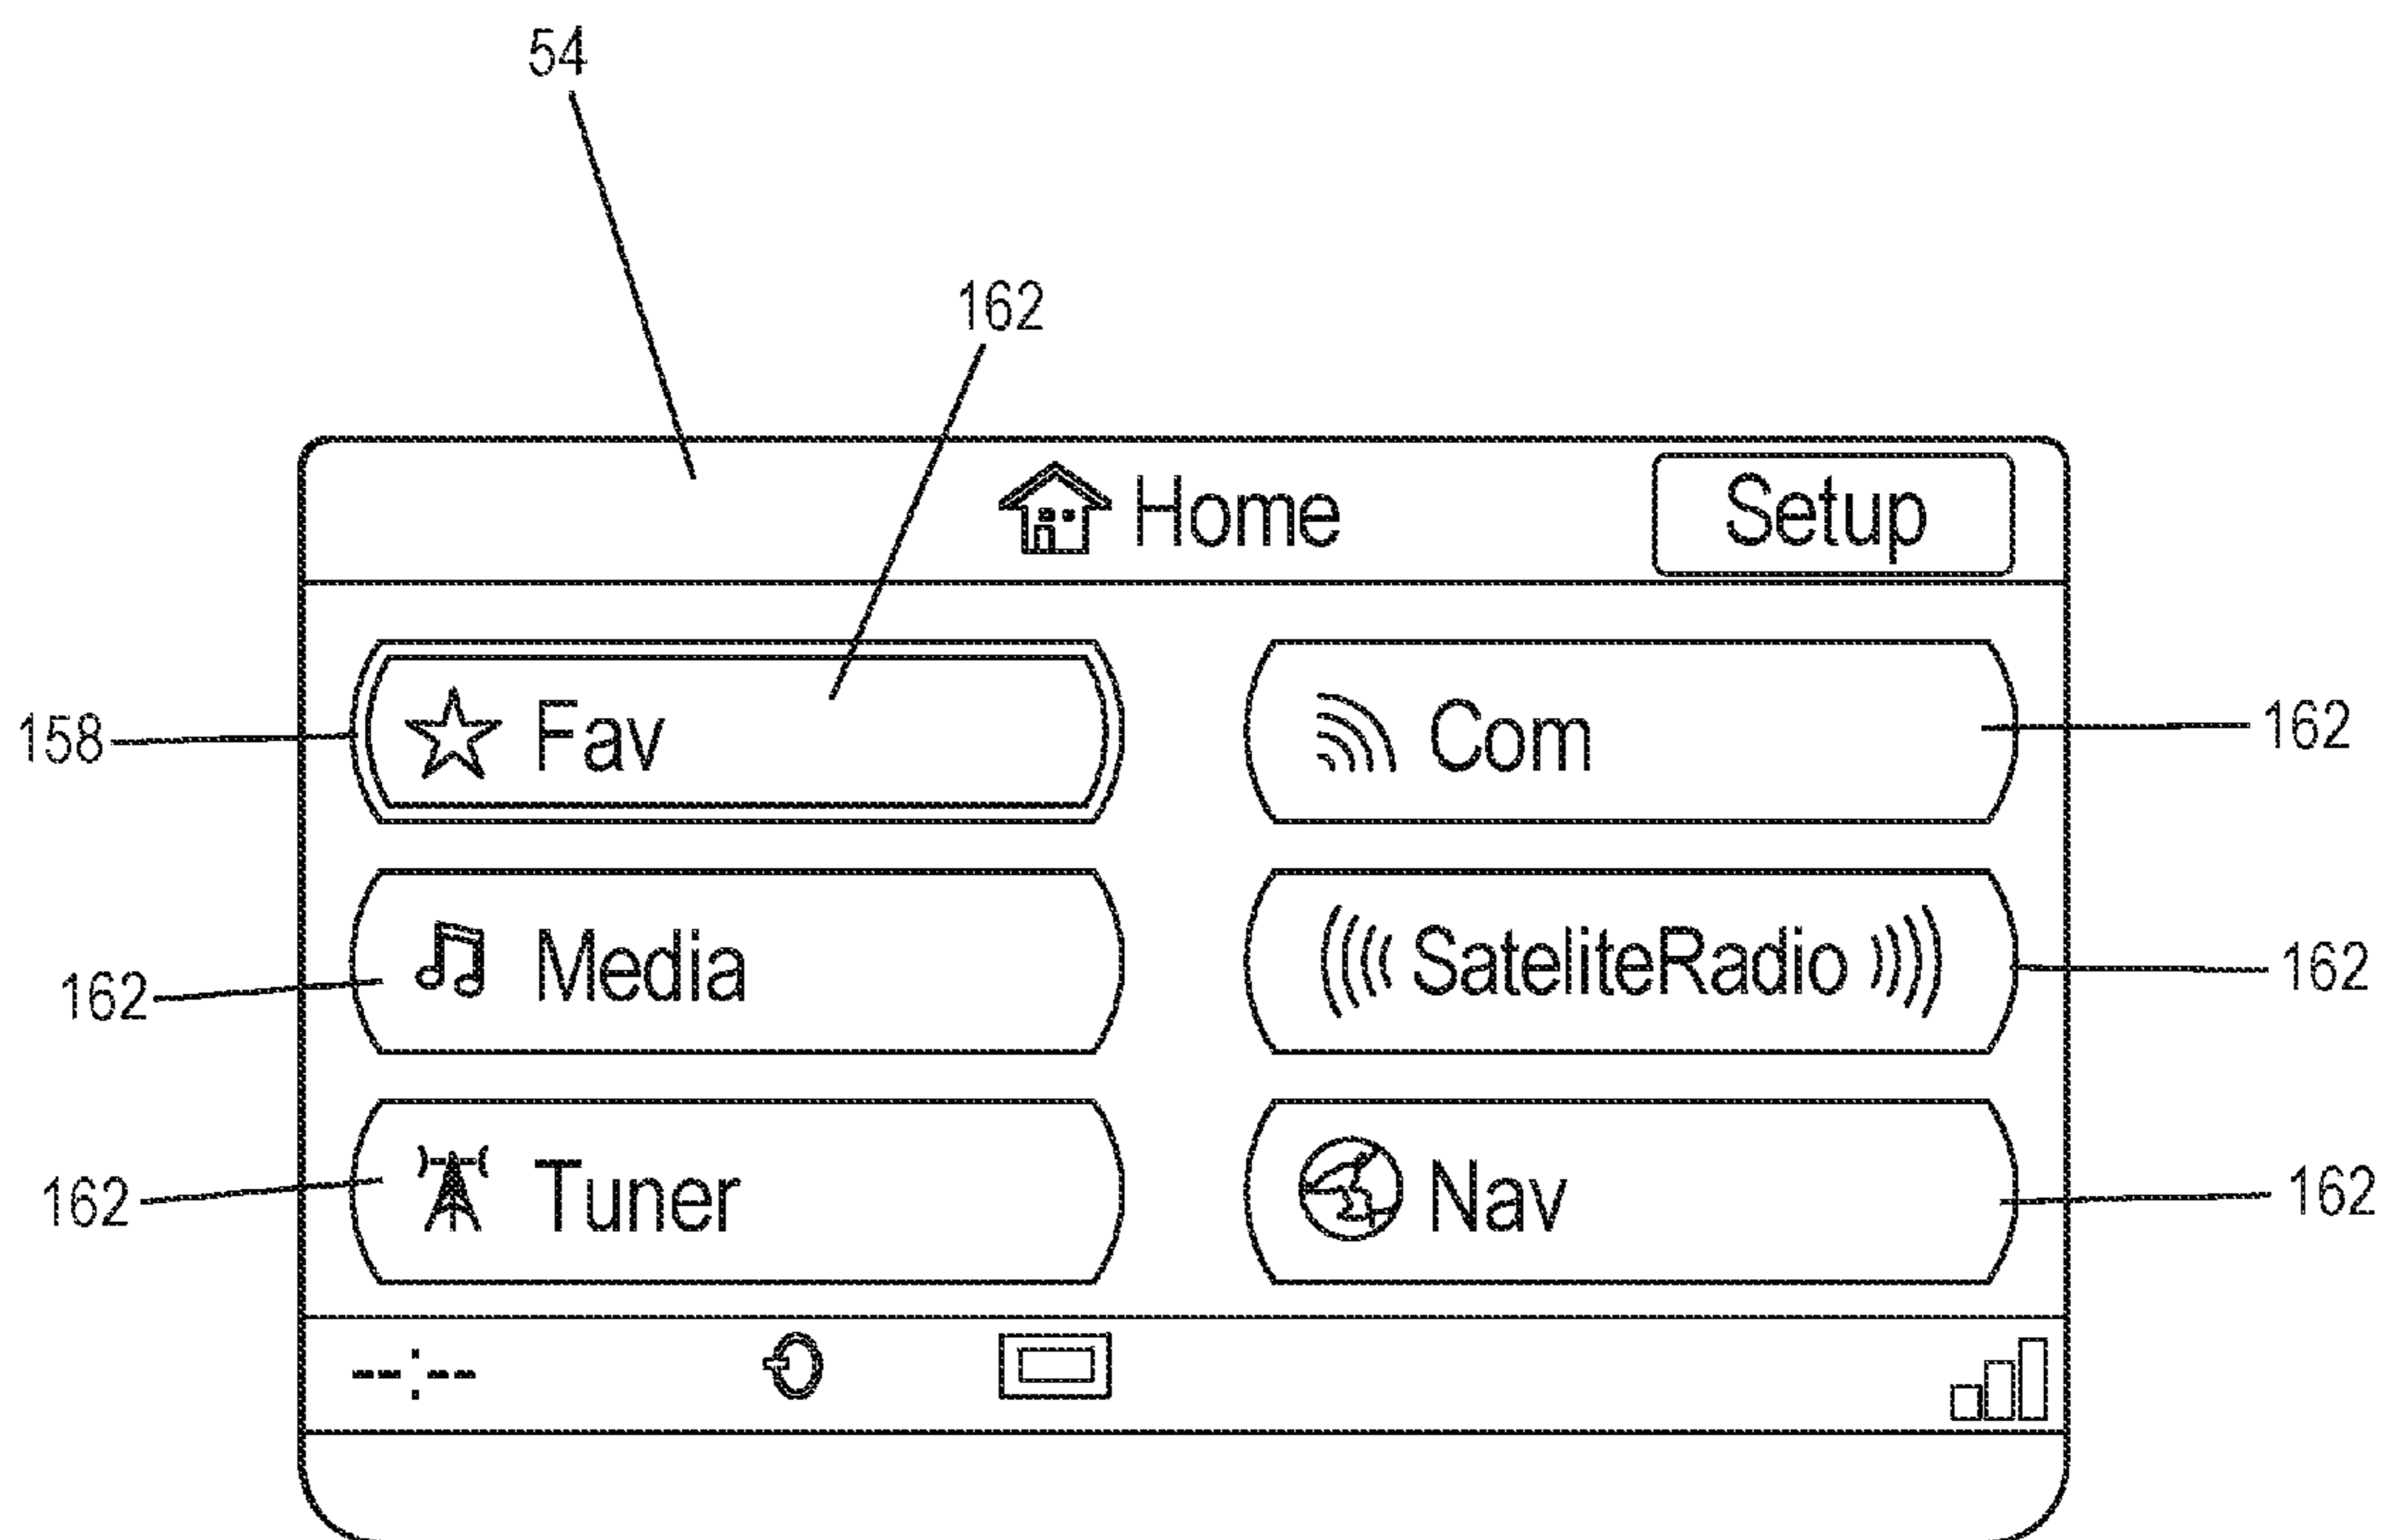 54
162
Home Setup
158 Fav Com 162
162 Media SateliteRadio 162
162 Tuner Nav 162
--:--